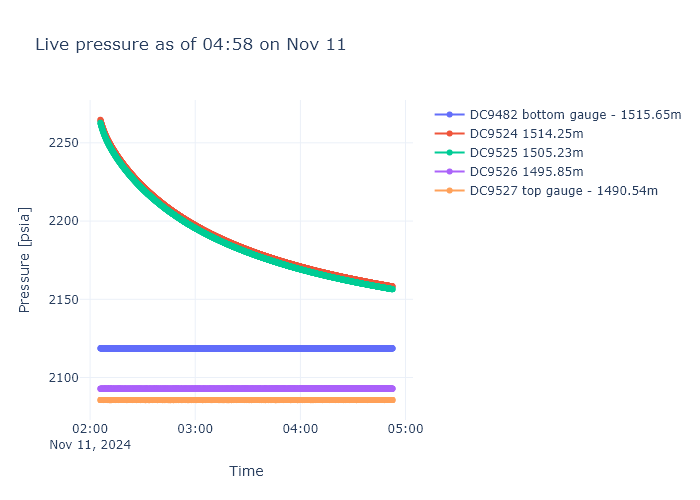 Live pressure as of 04:58 on Nov 11
DC9482 bottom gauge - 1515.65m
DC9524 1514.25m
DC9525 1505.23m
DC9526 1495.85m
DC9527 top gauge - 1490.54m
Pressure [psia]
2250
2200
2150
2100
02:00 03:00 04:00 05:00
Nov 11, 2024
Time